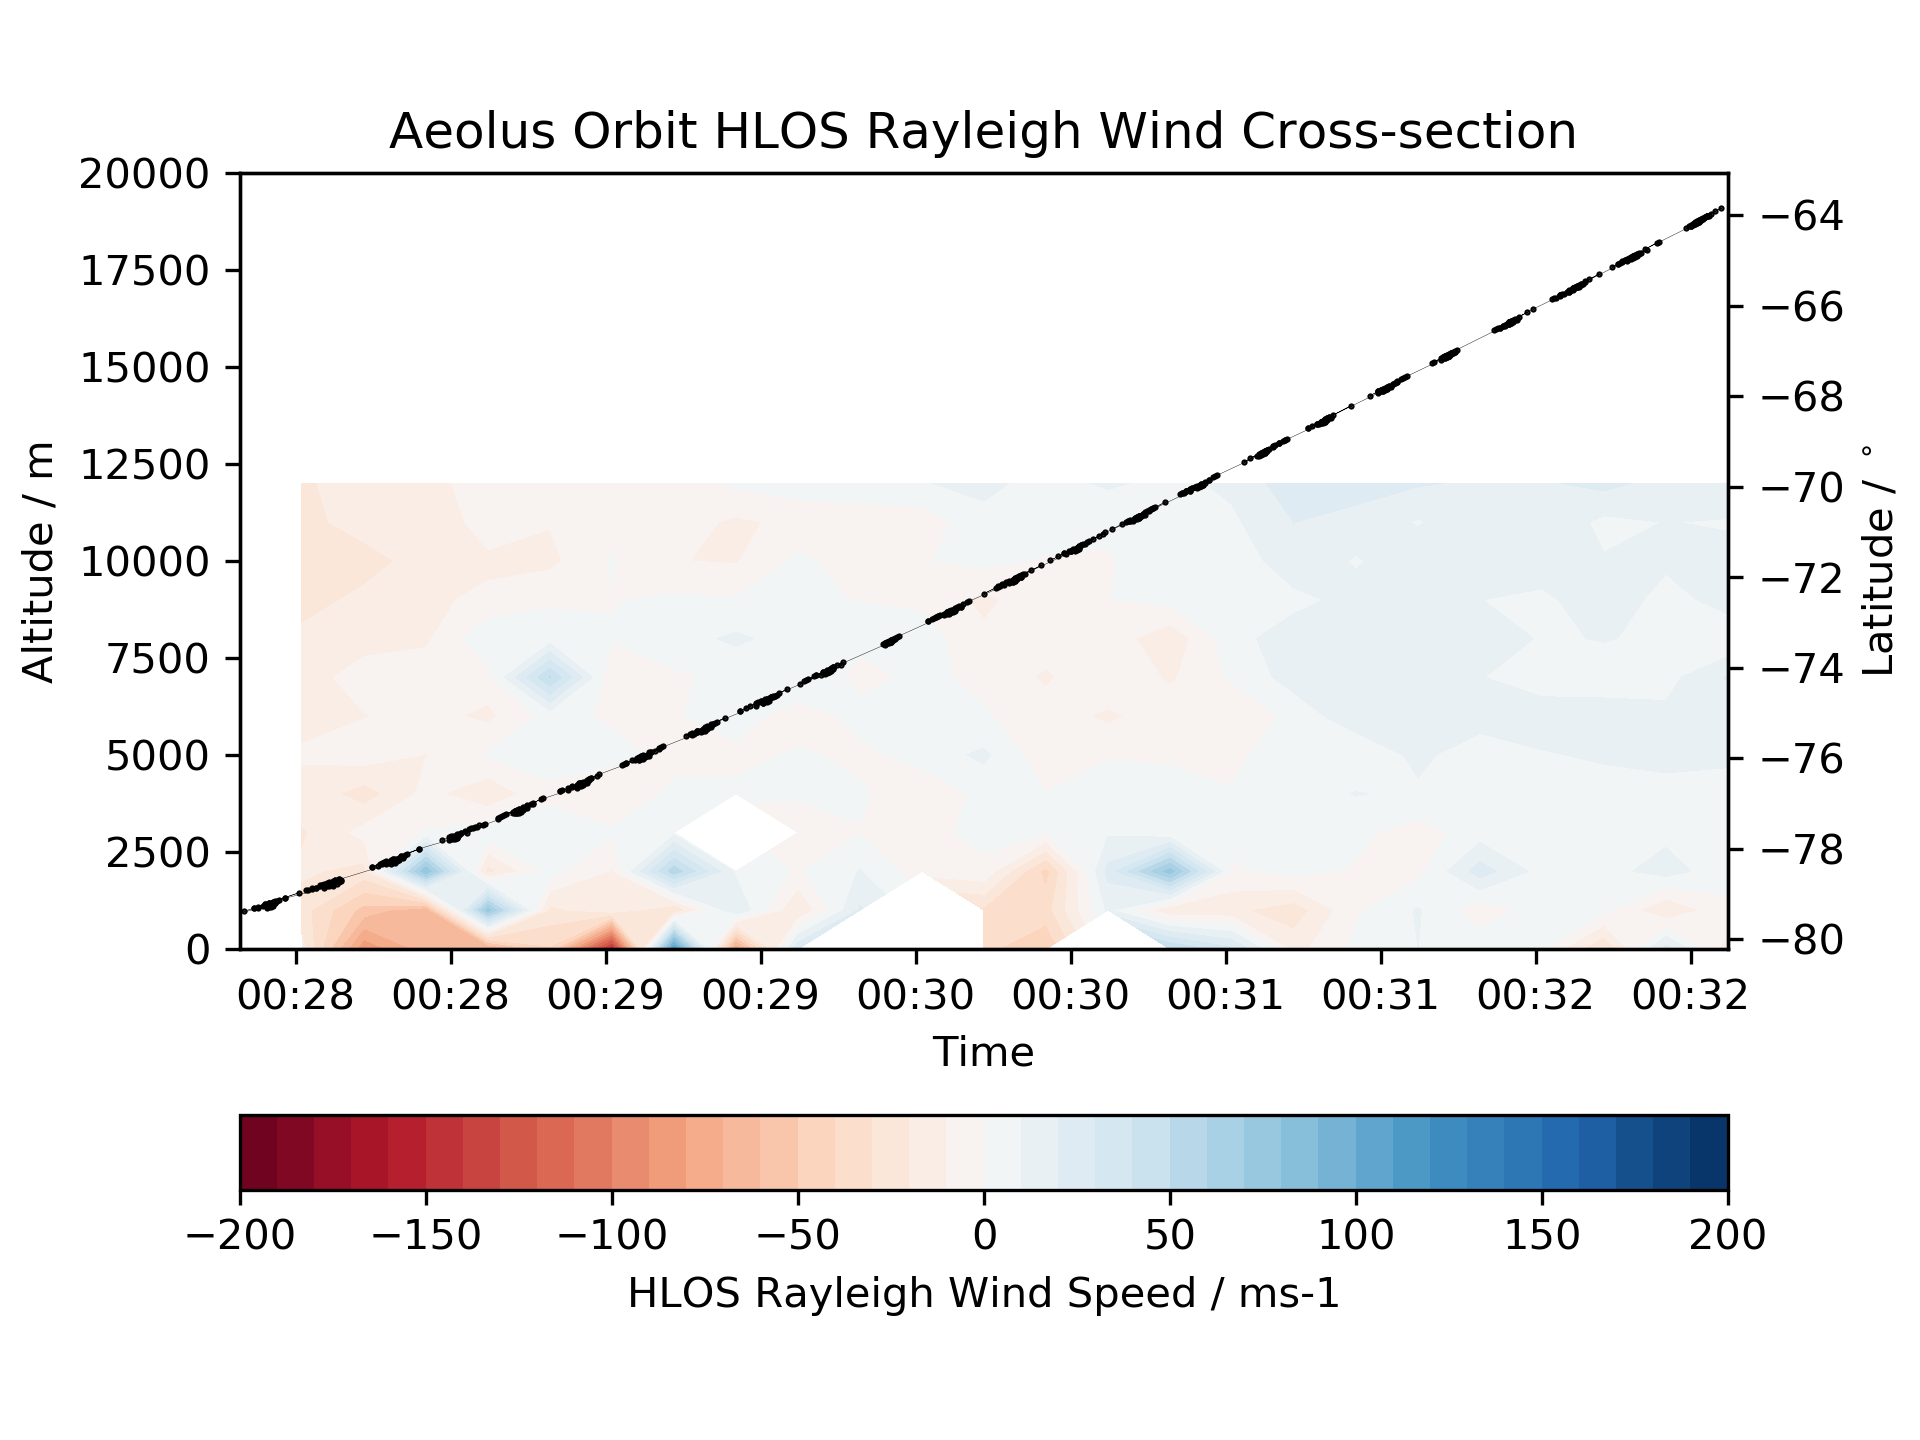 Aeolus Orbit HLOS Rayleigh Wind Cross-section
20000
17500
15000
12500
10000
7500
5000
2500
0
Altitude / m
−64
−66
−68
−70
−72
−74
−76
−78
−80
Latitude / °
00:28 00:28 00:29 00:29 00:30 00:30 00:31 00:31 00:32 00:32
Time
−200 −150 −100 −50 0 50 100 150 200
HLOS Rayleigh Wind Speed / ms-1